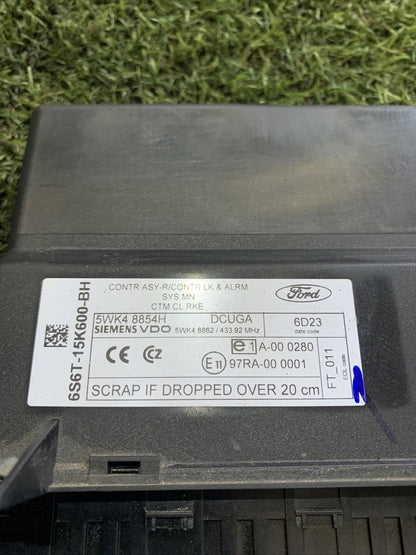 CONTR ASY-R/CONTR LK & ALRM
SYS MN
CTM CL RKE
Ford
6S6T-15K600-BH
5WK4 8854H
DCUGA
6D23
SIEMENS VDO
5WK4 8862 / 433.92 MHz
date code
CE
CZ
e1 A-00 0280
E11 97RA-00 0001
SCRAP IF DROPPED OVER 20 cm
FT_011
EOL code